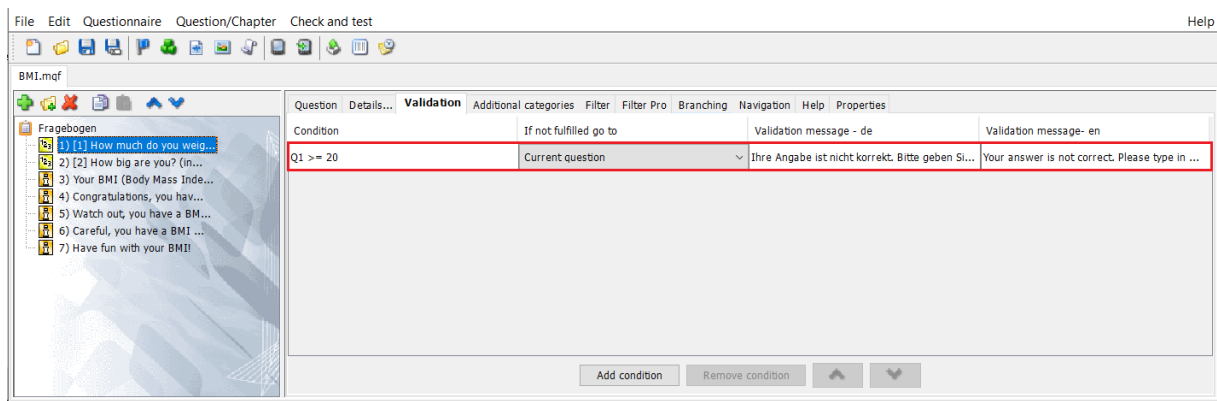 File Edit Questionnaire Question/Chapter Check and test Help
BMI.mqf
Question Details... Validation Additional categories Filter Filter Pro Branching Navigation Help Properties
Fragebogen
1) [1] How much do you weig...
2) [2] How big are you? (in...
3) Your BMI (Body Mass Inde...
4) Congratulations, you hav...
5) Watch out, you have a BM...
6) Careful, you have a BMI ...
7) Have fun with your BMI!
Condition If not fulfilled go to Validation message - de Validation message- en
Q1 >= 20 Current question Ihre Angabe ist nicht korrekt. Bitte geben Si... Your answer is not correct. Please type in ...
Add condition Remove condition